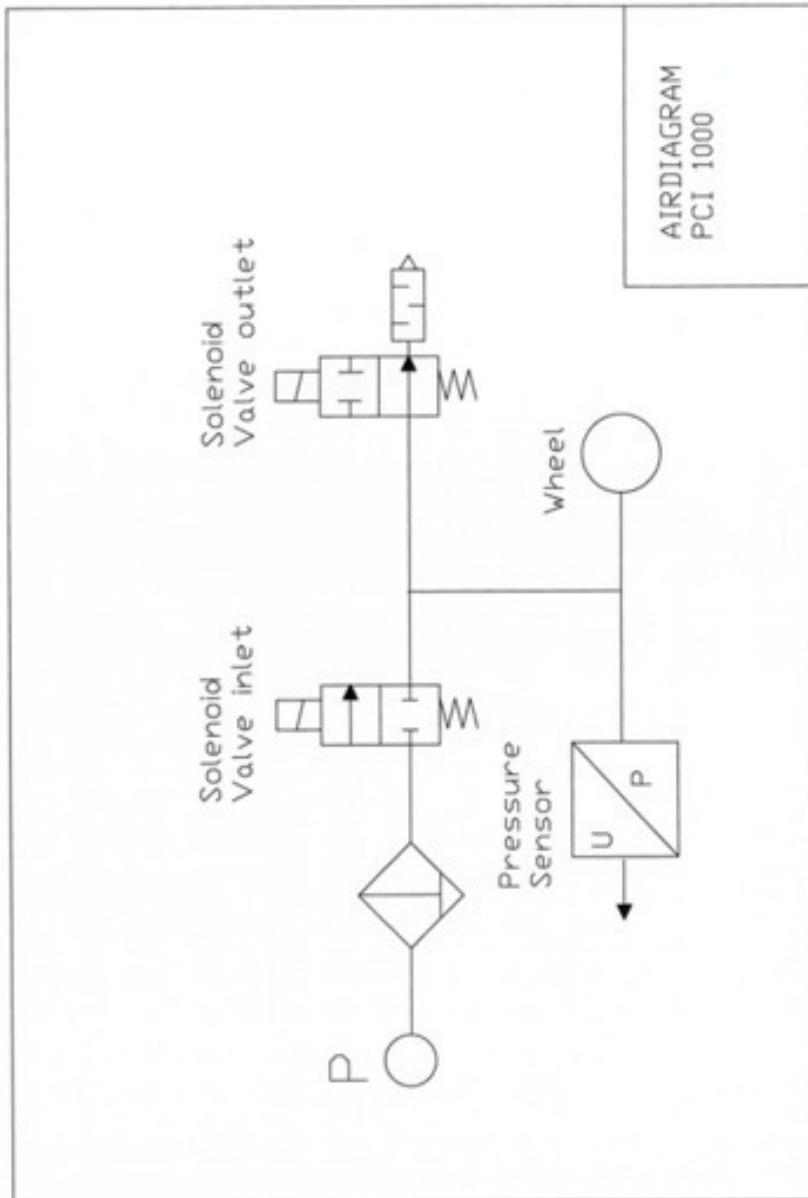 P
Solenoid
Valve inlet
Solenoid
Valve outlet
Pressure
Sensor
U
P
Wheel
AIRDIAGRAM
PCI 1000